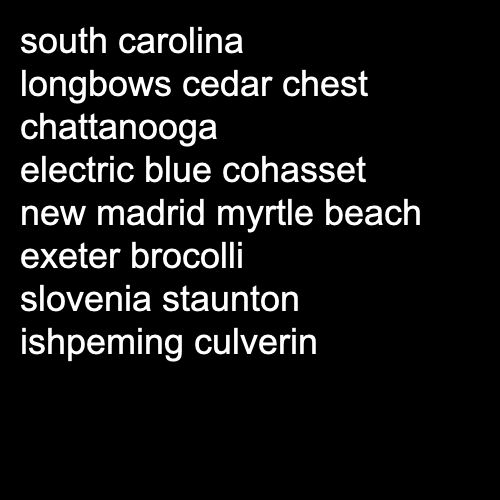 south carolina
longbows cedar chest
chattanooga
electric blue cohasset
new madrid myrtle beach
exeter brocolli
slovenia staunton
ishpeming culverin